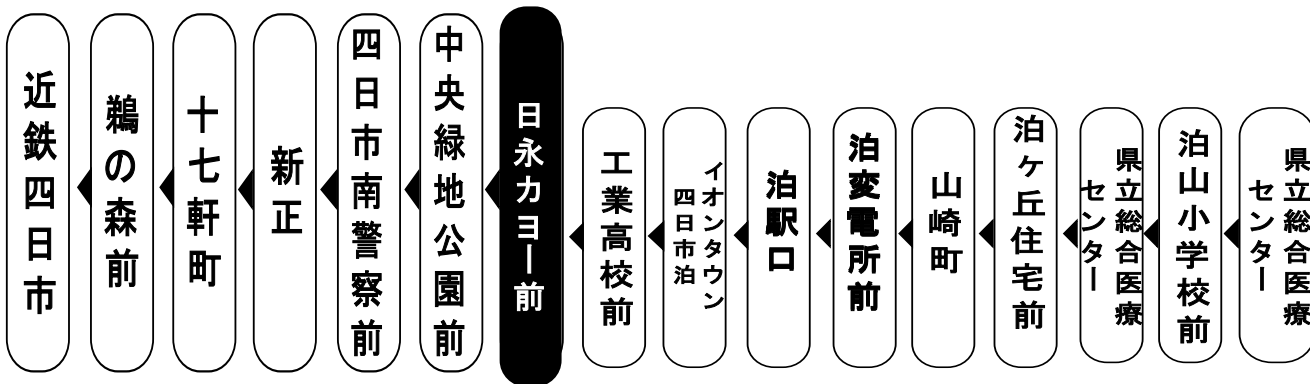 県立総合医療
センター
泊山小学校前
県立総合医療
センター
泊ヶ丘住宅前
山崎町
泊変電所前
泊駅口
イオンタウン
四日市泊
工業高校前
日永カヨー前
中央緑地公園前
四日市南警察前
新正
十七軒町
鵜の森前
近鉄四日市